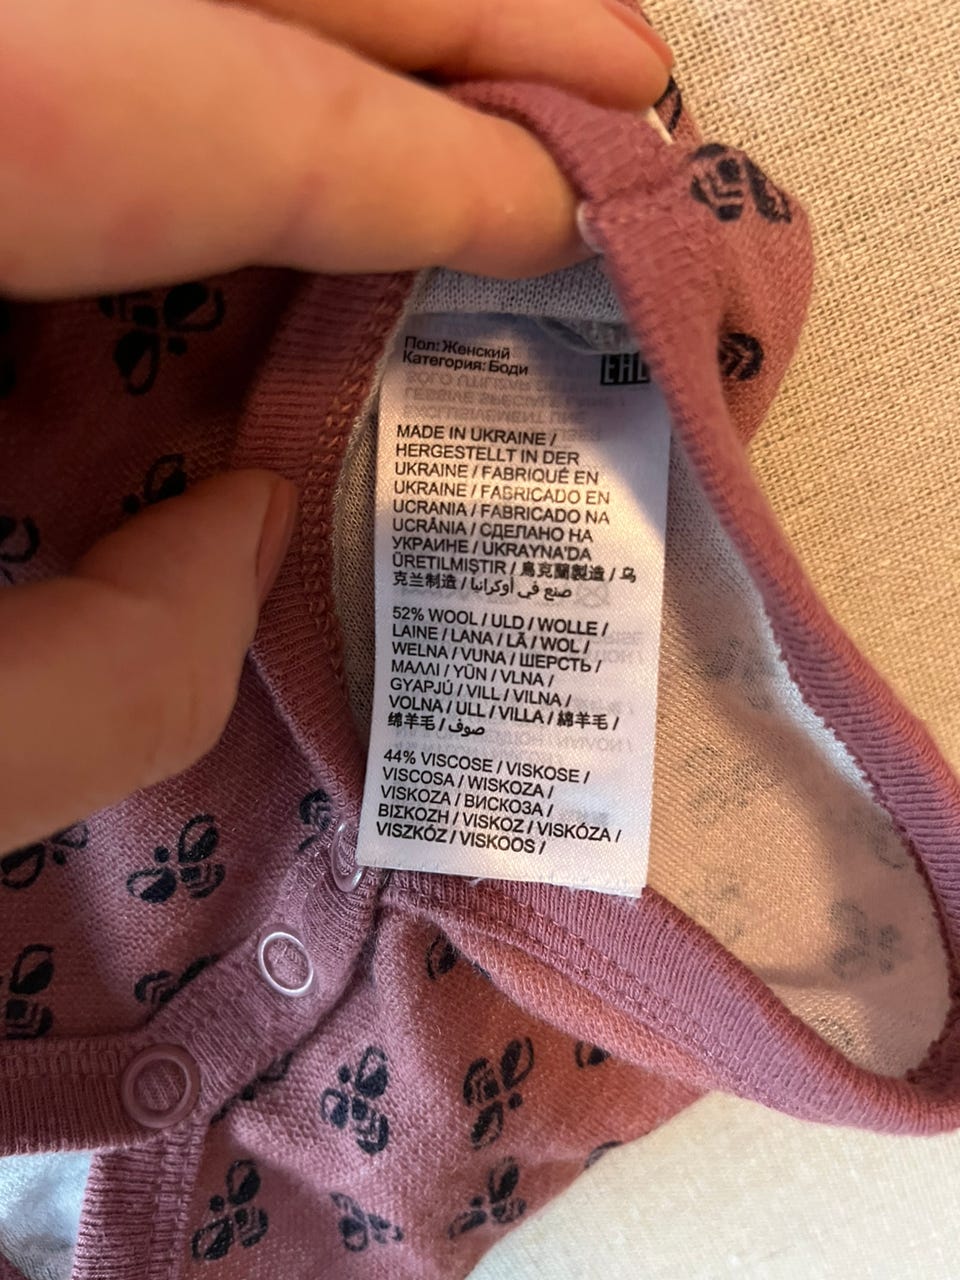 Пол: Женский
Категория: Боди
EAC
MADE IN UKRAINE /
HERGESTELLT IN DER
UKRAINE / FABRIQUÉ EN
UKRAINE / FABRICADO EN
UCRANIA / FABRICADO NA
UCRÂNIA / СДЕЛАНО НА
УКРАИНЕ / UKRAYNA'DA
ÜRETILMIŞTIR / 烏克蘭製造 / 乌
克兰制造 / صنع في أوكرانيا
52% WOOL / ULD / WOLLE /
LAINE / LANA / LÃ / WOL /
WEŁNA / VUNA / ШЕРСТЬ /
ΜΑΛΛΙ / YÜN / VLNA /
GYAPJÚ / VILL / VILNA /
VOLNA / ULL / VILLA / 綿羊毛 /
绵羊毛 / صوف
44% VISCOSE / VISKOSE /
VISCOSA / WISKOZA /
VISKOZA / ВИСКОЗА /
ΒΙΣΚΟΖΗ / VISKOZ / VISKÓZA /
VISZKÓZ / VISKOOS /